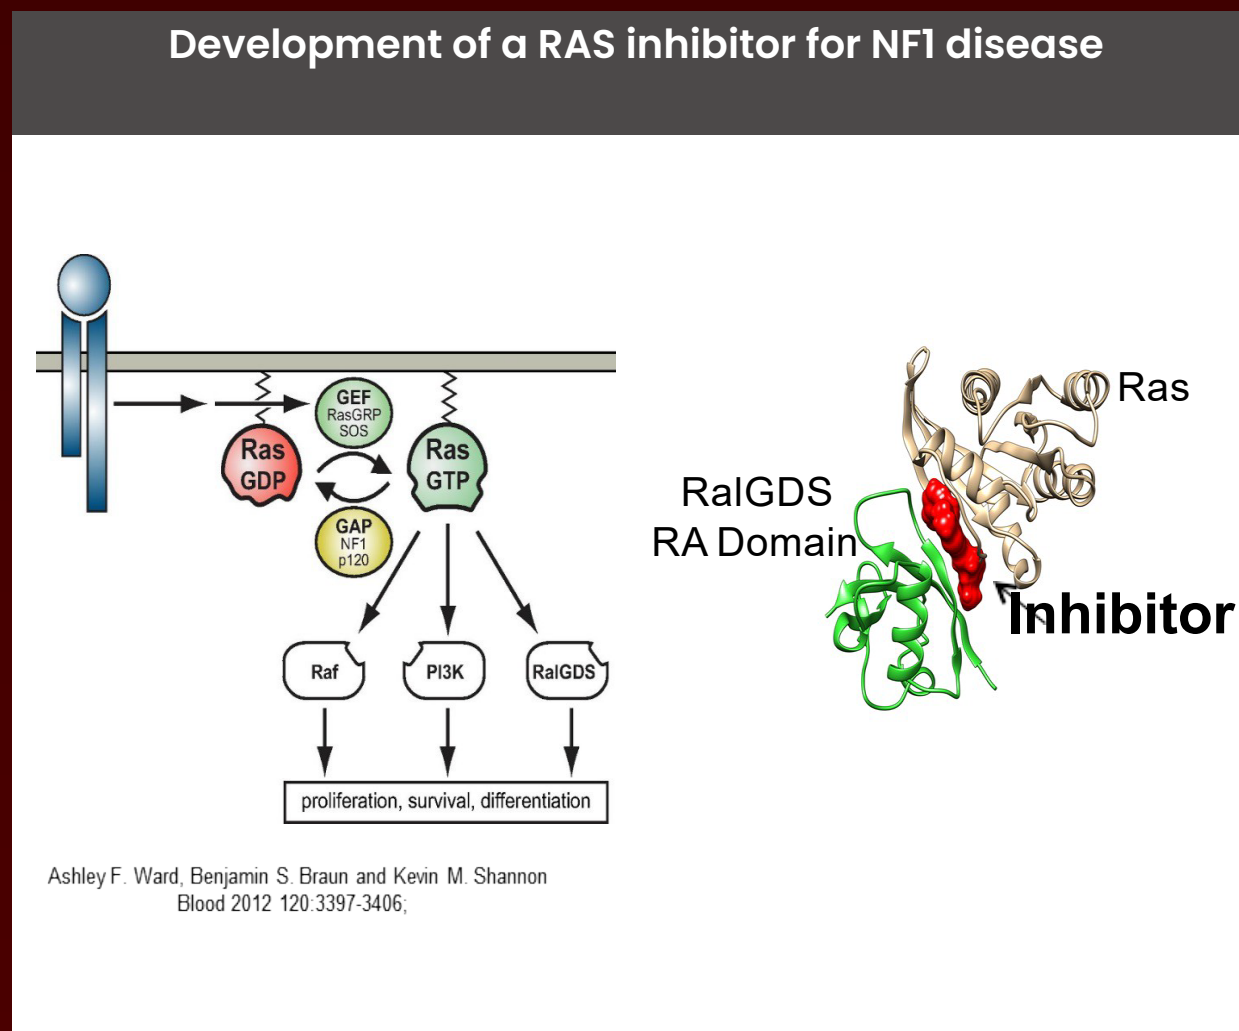 Development of a RAS inhibitor for NF1 disease
GEF
RasGRP
SOS
Ras
GDP
Ras
GTP
GAP
NF1
p120
Raf
PI3K
RalGDS
proliferation, survival, differentiation
Ashley F. Ward, Benjamin S. Braun and Kevin M. Shannon
Blood 2012 120:3397-3406;
Ras
RalGDS
RA Domain
Inhibitor